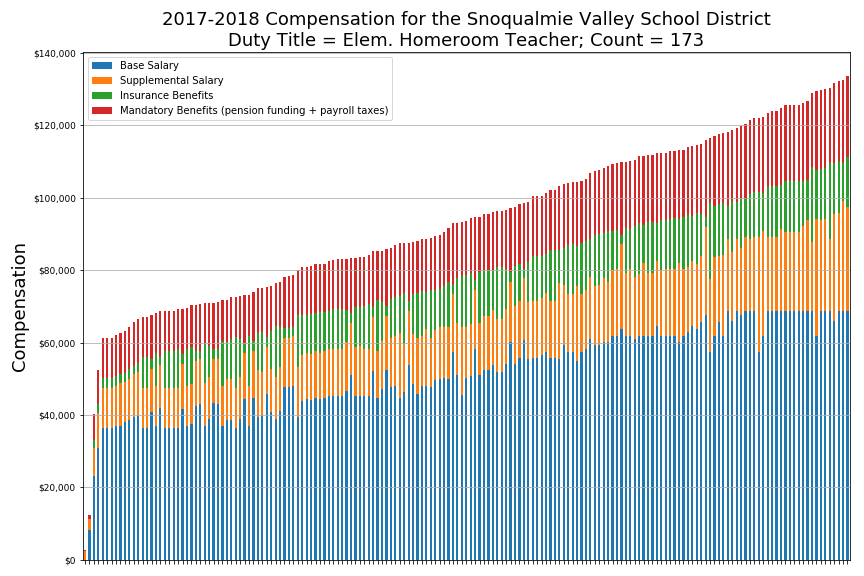 2017-2018 Compensation for the Snoqualmie Valley School District
Duty Title = Elem. Homeroom Teacher; Count = 173
$140,000
Base Salary
Supplemental Salary
Insurance Benefits
Mandatory Benefits (pension funding + payroll taxes)
$120,000
$100,000
$80,000
$60,000
$40,000
$20,000
$0
Compensation